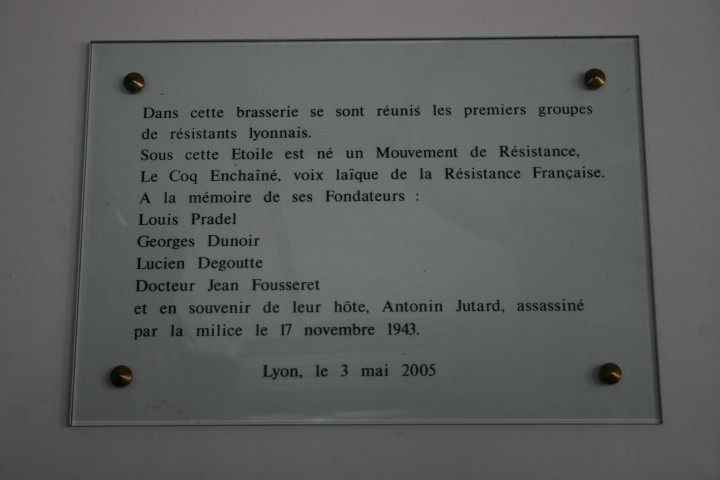 Dans cette brasserie se sont réunis les premiers groupes
de résistants lyonnais.
Sous cette Etoile est né un Mouvement de Résistance,
Le Coq Enchaîné, voix laïque de la Résistance Française.
A la mémoire de ses Fondateurs :
Louis Pradel
Georges Dunoir
Lucien Degoutte
Docteur Jean Fousseret
et en souvenir de leur hôte, Antonin Jutard, assassiné
par la milice le 17 novembre 1943.
Lyon, le 3 mai 2005